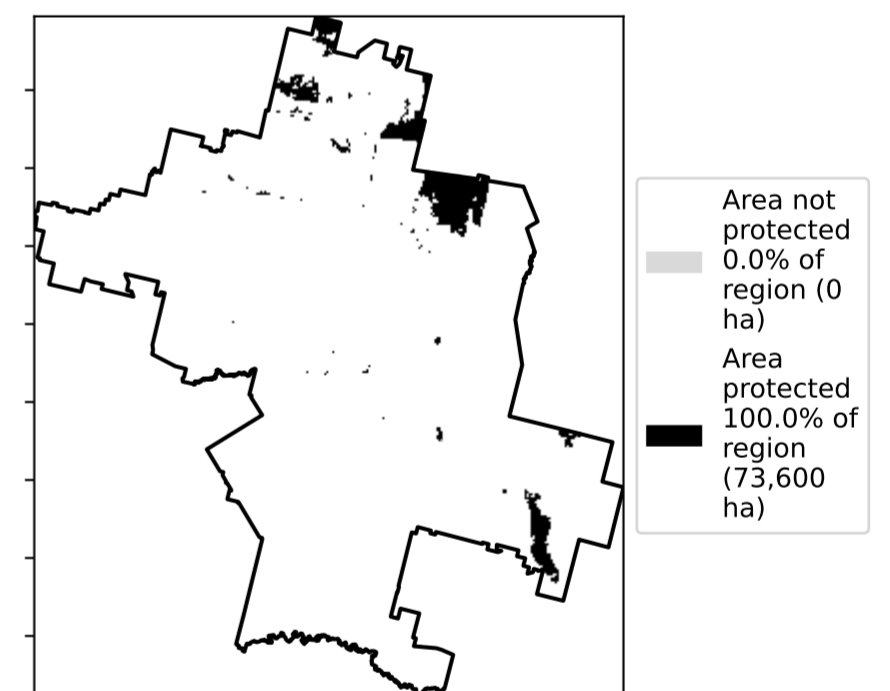 Area not
protected
0.0% of
region (0
ha)
Area
protected
100.0% of
region
(73,600
ha)